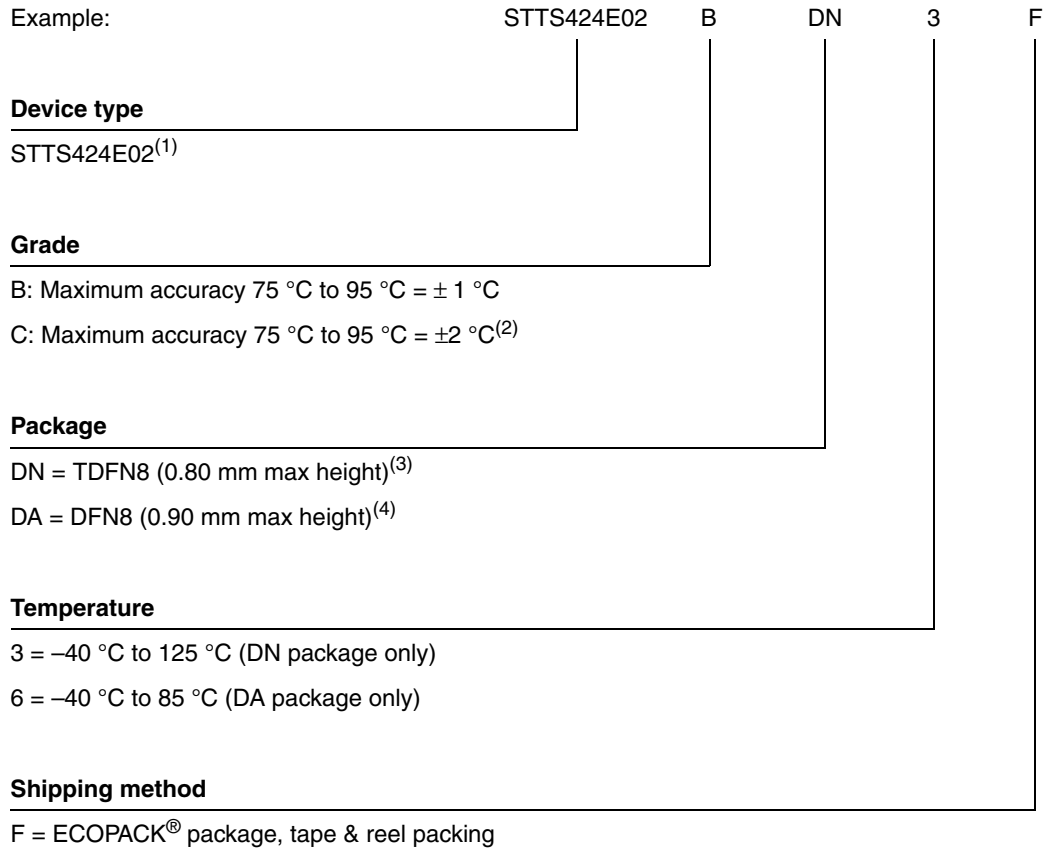 Example: STTS424E02 B DN 3 F
Device type
STTS424E02(1)
Grade
B: Maximum accuracy 75 °C to 95 °C = ± 1 °C
C: Maximum accuracy 75 °C to 95 °C = ±2 °C(2)
Package
DN = TDFN8 (0.80 mm max height)(3)
DA = DFN8 (0.90 mm max height)(4)
Temperature
3 = –40 °C to 125 °C (DN package only)
6 = –40 °C to 85 °C (DA package only)
Shipping method
F = ECOPACK® package, tape & reel packing